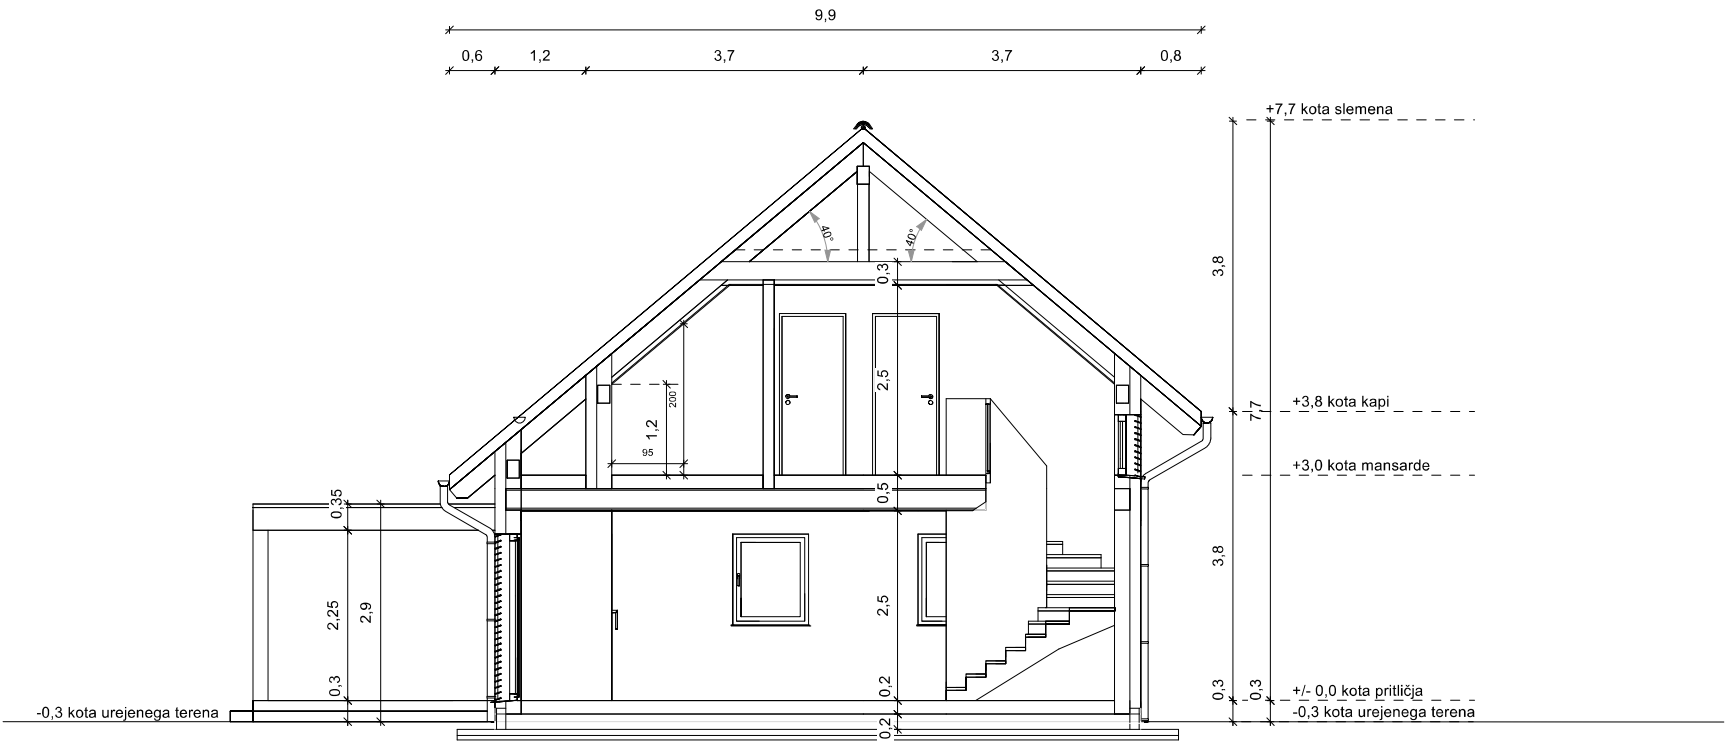 9,9
0,6 1,2 3,7 3,7 0,8
+7,7 kota slemena
40° 40°
0,3
3,8
2,5
200
1,2
95
+3,8 kota kapi
7,7
+3,0 kota mansarde
0,35
0,5
3,8
2,25
2,9
2,5
0,3
0,2
0,3
0,3
+/- 0,0 kota pritličja
-0,3 kota urejenega terena
-0,3 kota urejenega terena
0,2